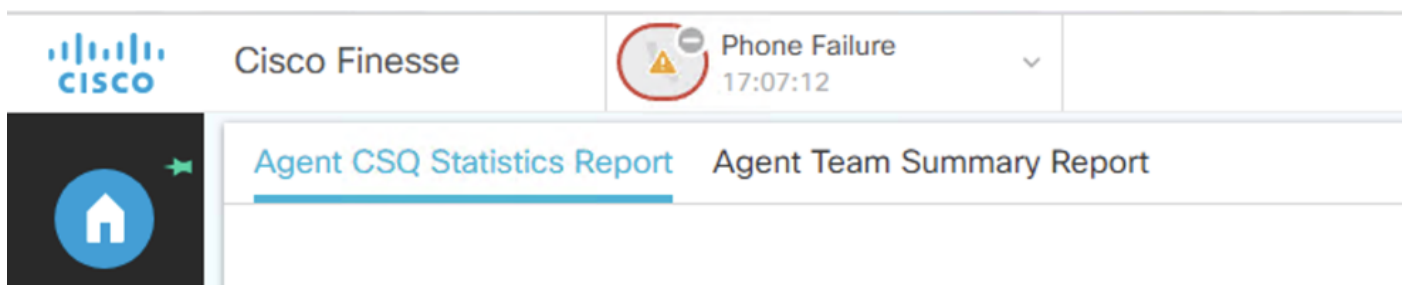 Cisco Finesse
Phone Failure
17:07:12
CISCO
Agent CSQ Statistics Report
Agent Team Summary Report